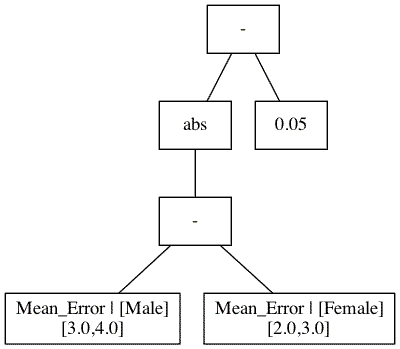 -
abs
0.05
-
Mean_Error | [Male]
[3.0,4.0]
Mean_Error | [Female]
[2.0,3.0]